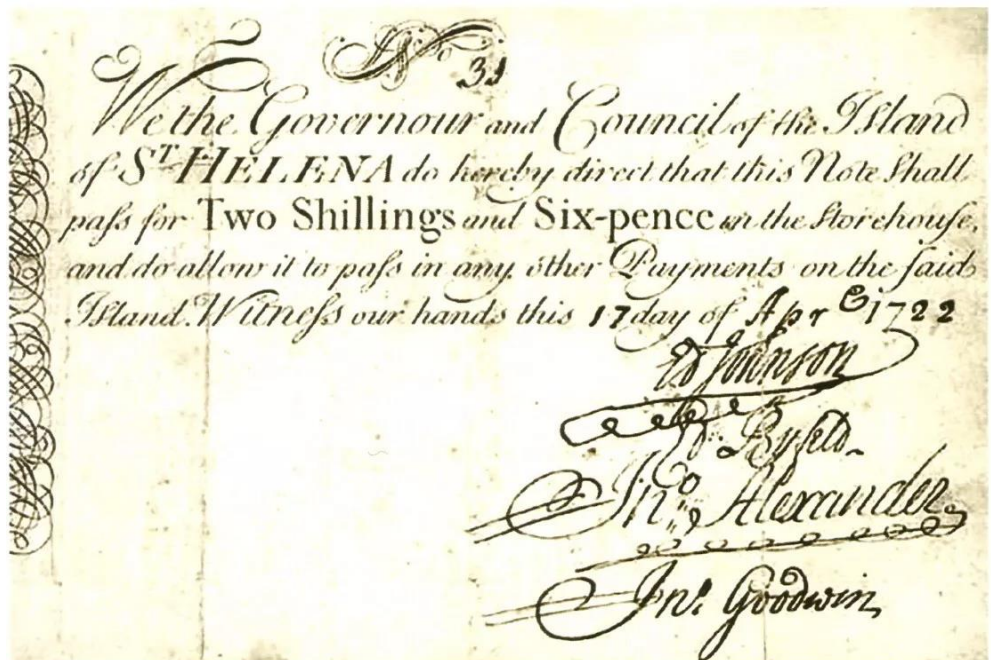 No 31
We the Governour and Council of the Island
of ST HELENA do hereby direct that this Note Shall
paſs for Two Shillings and Six-pence in the Storehouſe,
and do allow it to paſs in any other Payments on the ſaid
Iſland. Witneſs our hands this 17 day of Apr 1722
Ed Johnson
Byfeld
Jno. Alexander
Jno. Goodwin